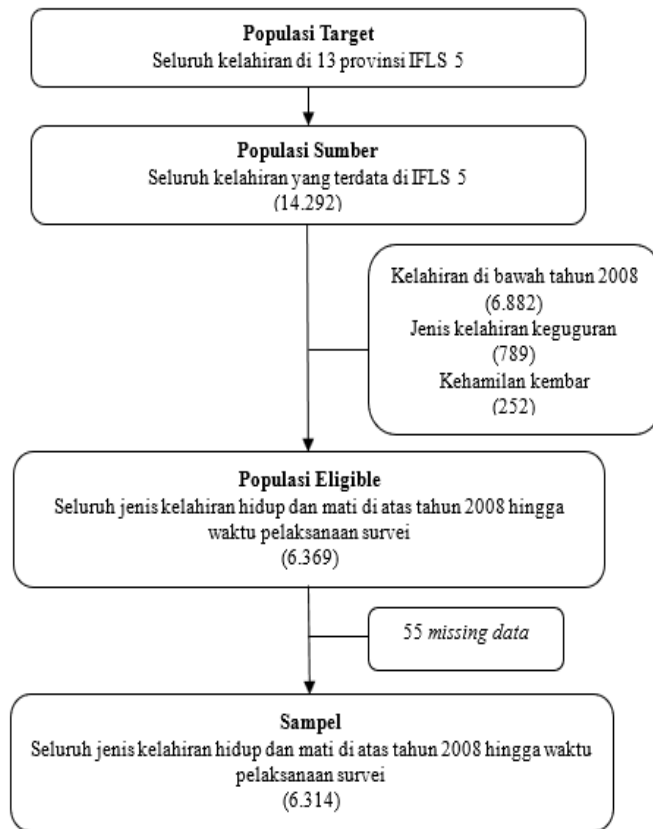 Populasi Target
Seluruh kelahiran di 13 provinsi IFLS 5
Populasi Sumber
Seluruh kelahiran yang terdata di IFLS 5
(14.292)
Kelahiran di bawah tahun 2008
(6.882)
Jenis kelahiran keguguran
(789)
Kehamilan kembar
(252)
Populasi Eligible
Seluruh jenis kelahiran hidup dan mati di atas tahun 2008 hingga
waktu pelaksanaan survei
(6.369)
55 missing data
Sampel
Seluruh jenis kelahiran hidup dan mati di atas tahun 2008 hingga waktu
pelaksanaan survei
(6.314)